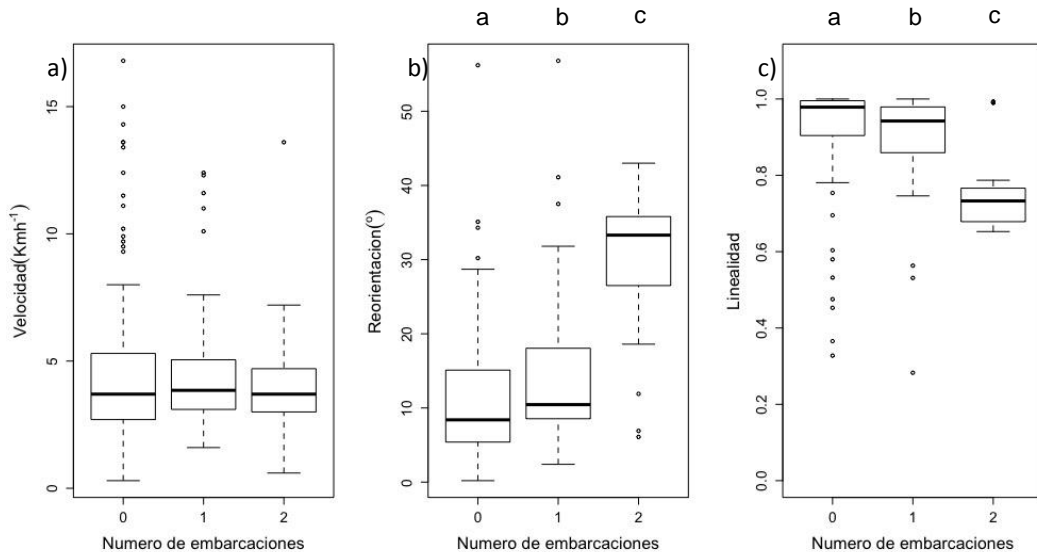 a b c
a b c
a)
b)
c)
Velocidad(Kmh-1)
0 5 10 15
0 1 2
Numero de embarcaciones
Reorientacion(°)
0 10 20 30 40 50
0 1 2
Numero de embarcaciones
Linealidad
0.0 0.2 0.4 0.6 0.8 1.0
0 1 2
Numero de embarcaciones